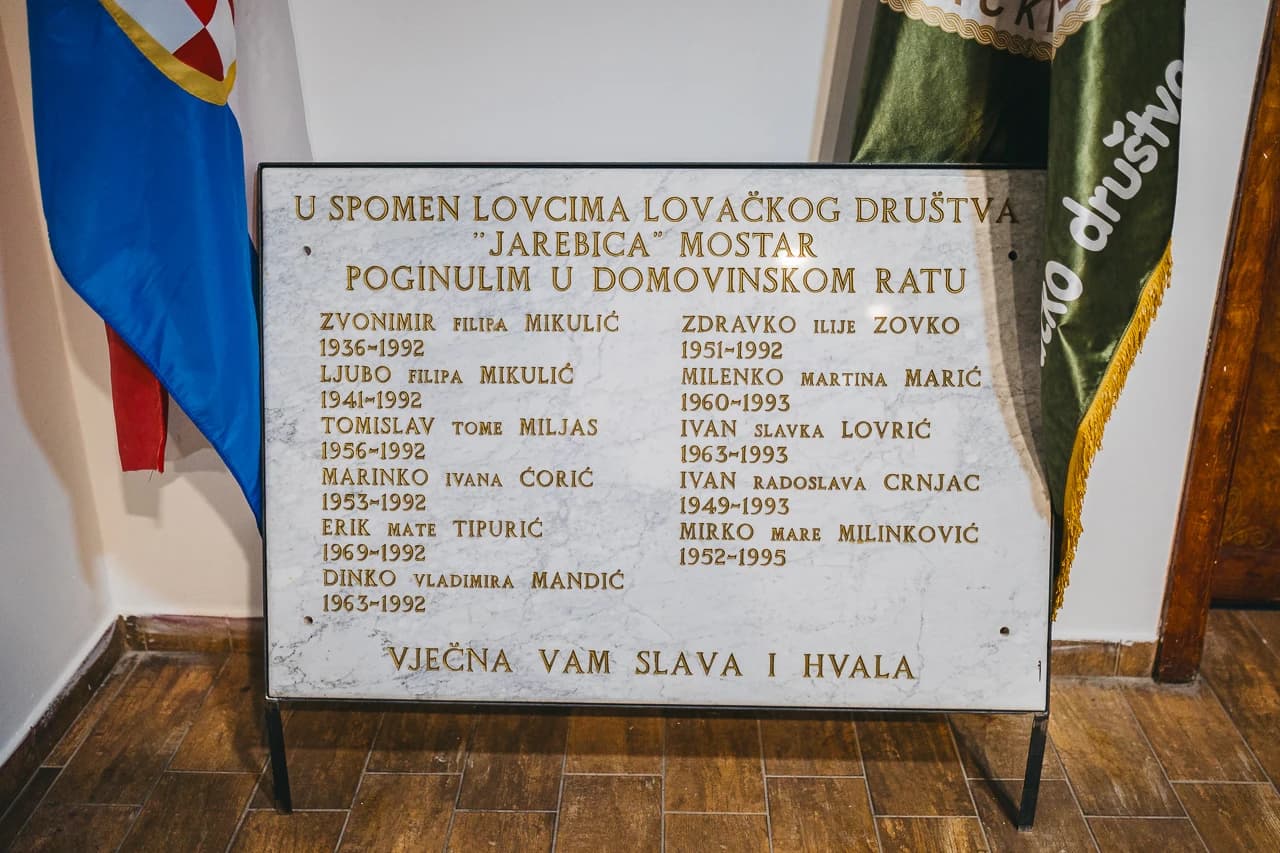 U SPOMEN LOVCIMA LOVAČKOG DRUŠTVA
"JAREBICA" MOSTAR
POGINULIM U DOMOVINSKOM RATU
ZVONIMIR FILIPA MIKULIĆ
1936-1992
LJUBO FILIPA MIKULIĆ
1941-1992
TOMISLAV TOME MILJAS
1956-1992
MARINKO IVANA ĆORIĆ
1953-1992
ERIK MATE TIPURIĆ
1969-1992
DINKO VLADIMIRA MANDIĆ
1963-1992
ZDRAVKO ILIJE ZOVKO
1951-1992
MILENKO MARTINA MARIĆ
1960-1993
IVAN SLAVKA LOVRIĆ
1963-1993
IVAN RADOSLAVA CRNJAC
1949-1993
MIRKO MARE MILINKOVIĆ
1952-1995
VJEČNA VAM SLAVA I HVALA
društvo